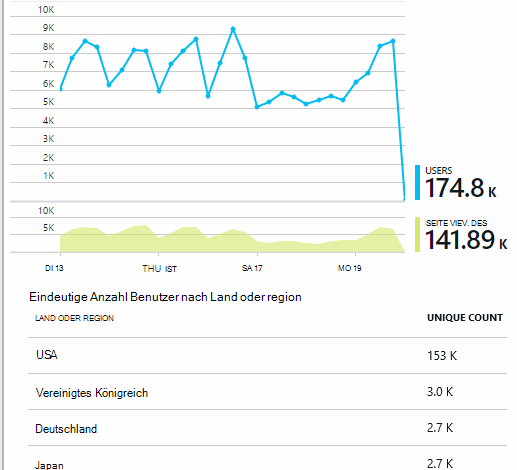 10K
9K
8K
7K
6K
5K
4K
3K
2K
1K
USERS
174.8 K
10K
5K
SEITE VIEV. DES
141.89 K
DI 13 THU IST SA 17 MO 19
Eindeutige Anzahl Benutzer nach Land oder region
LAND ODER REGION UNIQUE COUNT
USA 153 K
Vereinigtes Königreich 3.0 K
Deutschland 2.7 K
Japan 2.7 K